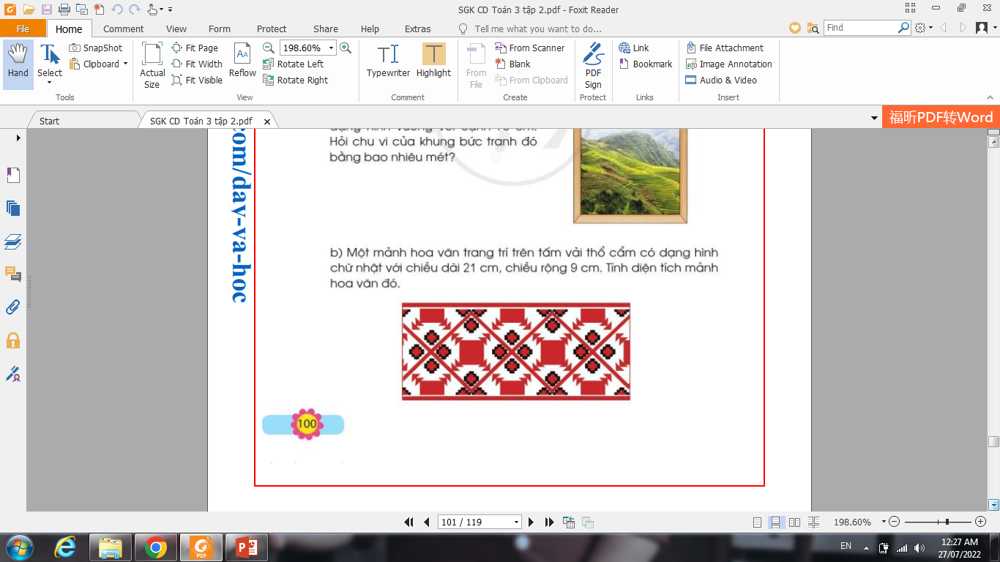 SGK CD Toán 3 tập 2.pdf - Foxit Reader
File Home Comment View Form Protect Share Help Extras Tell me what you want to do... Find
Hand
Select
SnapShot
Clipboard
Tools
Actual Size
Fit Page
Fit Width
Fit Visible
Reflow
198.60%
Rotate Left
Rotate Right
View
Typewriter
Highlight
Comment
From File
From Scanner
Blank
From Clipboard
Create
PDF Sign
Protect
Link
Bookmark
Links
File Attachment
Image Annotation
Audio & Video
Insert
Start
SGK CD Toán 3 tập 2.pdf
福昕PDF转Word
com/day-va-hoc
Hỏi chu vi của khung bức tranh đó
bằng bao nhiêu mét?
b) Một mảnh hoa văn trang trí trên tấm vải thổ cẩm có dạng hình
chữ nhật với chiều dài 21 cm, chiều rộng 9 cm. Tính diện tích mảnh
hoa văn đó.
100
101 / 119
198.60%
EN
12:27 AM
27/07/2022
PDF